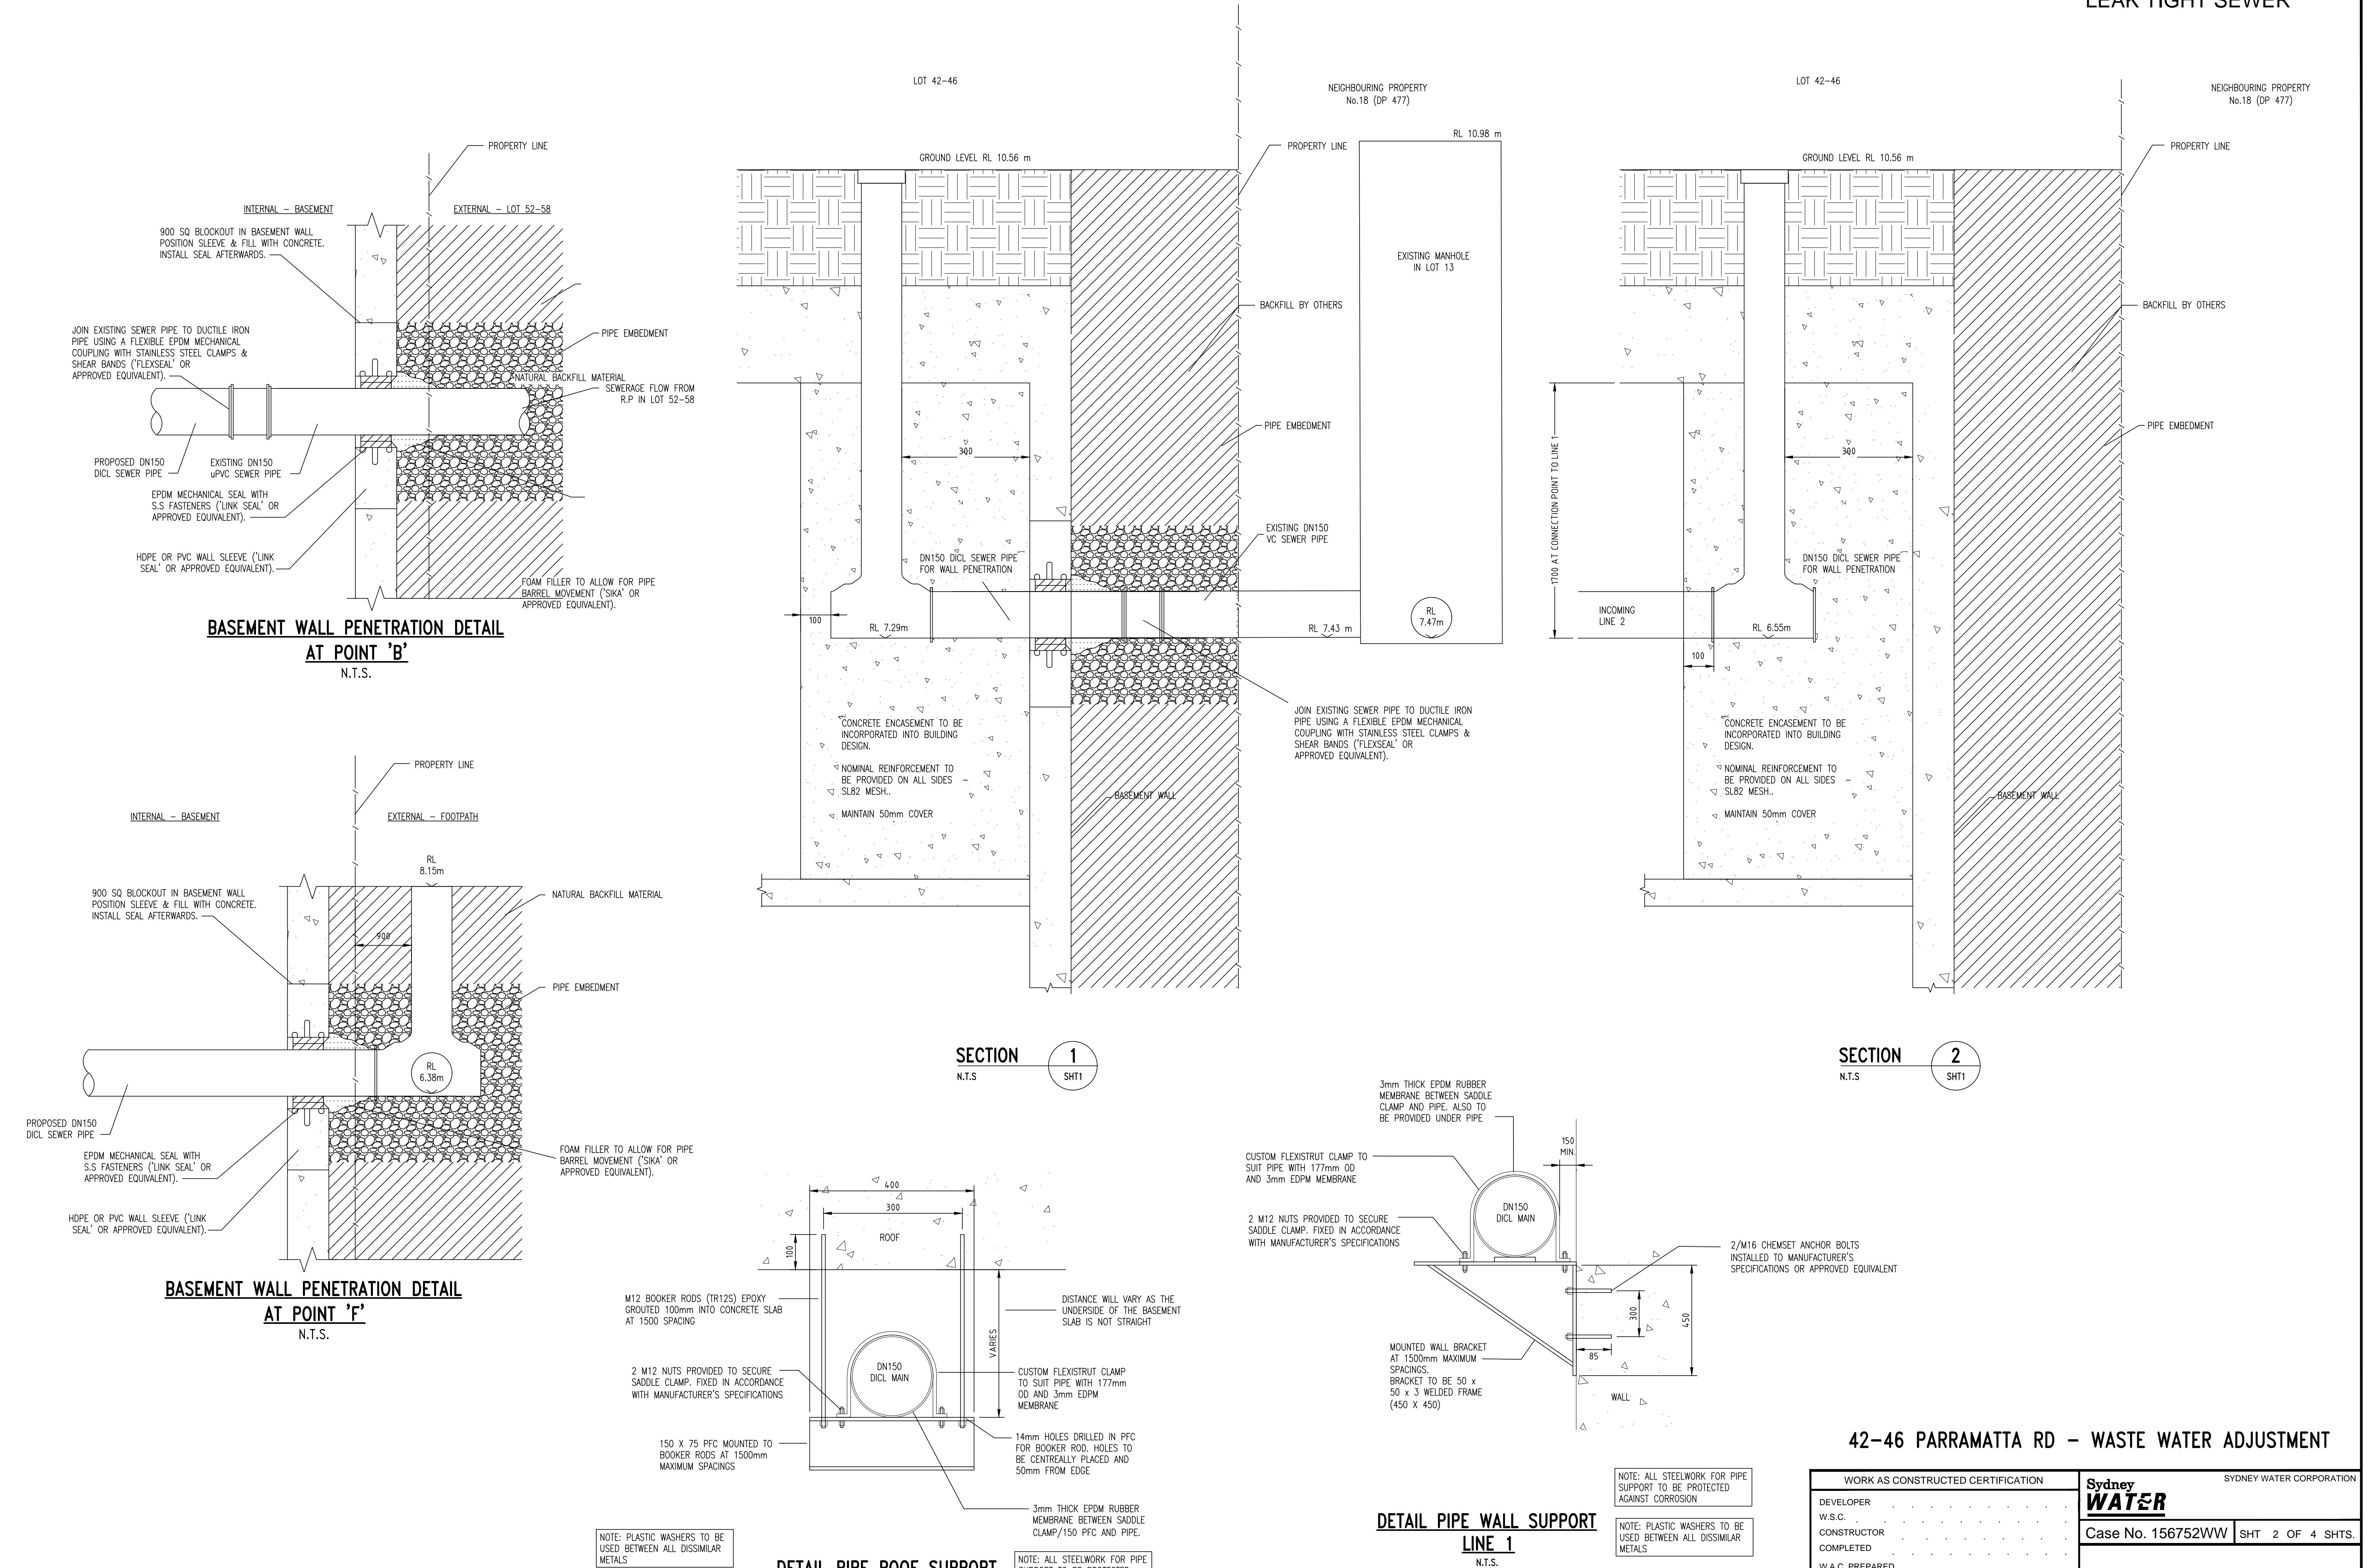 LEAK TIGHT SEWER
PROPERTY LINE
INTERNAL – BASEMENT
EXTERNAL – LOT 52–58
900 SQ BLOCKOUT IN BASEMENT WALL
POSITION SLEEVE & FILL WITH CONCRETE.
INSTALL SEAL AFTERWARDS.
JOIN EXISTING SEWER PIPE TO DUCTILE IRON
PIPE USING A FLEXIBLE EPDM MECHANICAL
COUPLING WITH STAINLESS STEEL CLAMPS &
SHEAR BANDS ('FLEXSEAL' OR
APPROVED EQUIVALENT).
PIPE EMBEDMENT
NATURAL BACKFILL MATERIAL
SEWERAGE FLOW FROM
R.P IN LOT 52–58
PROPOSED DN150
DICL SEWER PIPE
EXISTING DN150
uPVC SEWER PIPE
EPDM MECHANICAL SEAL WITH
S.S FASTENERS ('LINK SEAL' OR
APPROVED EQUIVALENT).
HDPE OR PVC WALL SLEEVE ('LINK
SEAL' OR APPROVED EQUIVALENT).
FOAM FILLER TO ALLOW FOR PIPE
BARREL MOVEMENT ('SIKA' OR
APPROVED EQUIVALENT).
BASEMENT WALL PENETRATION DETAIL
AT POINT 'B'
N.T.S.
LOT 42–46
NEIGHBOURING PROPERTY
No.18 (DP 477)
RL 10.98 m
PROPERTY LINE
GROUND LEVEL RL 10.56 m
EXISTING MANHOLE
IN LOT 13
BACKFILL BY OTHERS
PIPE EMBEDMENT
300
EXISTING DN150
VC SEWER PIPE
DN150 DICL SEWER PIPE
FOR WALL PENETRATION
100
RL 7.29m
RL 7.43 m
RL
7.47m
JOIN EXISTING SEWER PIPE TO DUCTILE IRON
PIPE USING A FLEXIBLE EPDM MECHANICAL
COUPLING WITH STAINLESS STEEL CLAMPS &
SHEAR BANDS ('FLEXSEAL' OR
APPROVED EQUIVALENT).
CONCRETE ENCASEMENT TO BE
INCORPORATED INTO BUILDING
DESIGN.
NOMINAL REINFORCEMENT TO
BE PROVIDED ON ALL SIDES –
SL82 MESH..
MAINTAIN 50mm COVER
BASEMENT WALL
SECTION 1
N.T.S SHT1
LOT 42–46
NEIGHBOURING PROPERTY
No.18 (DP 477)
PROPERTY LINE
GROUND LEVEL RL 10.56 m
BACKFILL BY OTHERS
PIPE EMBEDMENT
1700 AT CONNECTION POINT TO LINE 1
300
DN150 DICL SEWER PIPE
FOR WALL PENETRATION
INCOMING
LINE 2
RL 6.55m
100
CONCRETE ENCASEMENT TO BE
INCORPORATED INTO BUILDING
DESIGN.
NOMINAL REINFORCEMENT TO
BE PROVIDED ON ALL SIDES –
SL82 MESH..
MAINTAIN 50mm COVER
BASEMENT WALL
SECTION 2
N.T.S SHT1
PROPERTY LINE
INTERNAL – BASEMENT
EXTERNAL – FOOTPATH
RL
8.15m
900 SQ BLOCKOUT IN BASEMENT WALL
POSITION SLEEVE & FILL WITH CONCRETE.
INSTALL SEAL AFTERWARDS.
NATURAL BACKFILL MATERIAL
900
PIPE EMBEDMENT
RL
6.38m
PROPOSED DN150
DICL SEWER PIPE
EPDM MECHANICAL SEAL WITH
S.S FASTENERS ('LINK SEAL' OR
APPROVED EQUIVALENT).
FOAM FILLER TO ALLOW FOR PIPE
BARREL MOVEMENT ('SIKA' OR
APPROVED EQUIVALENT).
HDPE OR PVC WALL SLEEVE ('LINK
SEAL' OR APPROVED EQUIVALENT).
BASEMENT WALL PENETRATION DETAIL
AT POINT 'F'
N.T.S.
400
300
ROOF
100
M12 BOOKER RODS (TR12S) EPOXY
GROUTED 100mm INTO CONCRETE SLAB
AT 1500 SPACING
DISTANCE WILL VARY AS THE
UNDERSIDE OF THE BASEMENT
SLAB IS NOT STRAIGHT
VARIES
2 M12 NUTS PROVIDED TO SECURE
SADDLE CLAMP. FIXED IN ACCORDANCE
WITH MANUFACTURER'S SPECIFICATIONS
DN150
DICL MAIN
CUSTOM FLEXISTRUT CLAMP
TO SUIT PIPE WITH 177mm
OD AND 3mm EDPM
MEMBRANE
150 X 75 PFC MOUNTED TO
BOOKER RODS AT 1500mm
MAXIMUM SPACINGS
14mm HOLES DRILLED IN PFC
FOR BOOKER ROD. HOLES TO
BE CENTREALLY PLACED AND
50mm FROM EDGE
3mm THICK EPDM RUBBER
MEMBRANE BETWEEN SADDLE
CLAMP/150 PFC AND PIPE.
NOTE: PLASTIC WASHERS TO BE
USED BETWEEN ALL DISSIMILAR
METALS
DETAIL PIPE ROOF SUPPORT
NOTE: ALL STEELWORK FOR PIPE
SUPPORT TO BE PROTECTED
3mm THICK EPDM RUBBER
MEMBRANE BETWEEN SADDLE
CLAMP AND PIPE. ALSO TO
BE PROVIDED UNDER PIPE
150
MIN.
CUSTOM FLEXISTRUT CLAMP TO
SUIT PIPE WITH 177mm OD
AND 3mm EDPM MEMBRANE
DN150
DICL MAIN
2 M12 NUTS PROVIDED TO SECURE
SADDLE CLAMP. FIXED IN ACCORDANCE
WITH MANUFACTURER'S SPECIFICATIONS
2/M16 CHEMSET ANCHOR BOLTS
INSTALLED TO MANUFACTURER'S
SPECIFICATIONS OR APPROVED EQUIVALENT
300
450
85
MOUNTED WALL BRACKET
AT 1500mm MAXIMUM
SPACINGS.
BRACKET TO BE 50 x
50 x 3 WELDED FRAME
(450 X 450)
WALL
DETAIL PIPE WALL SUPPORT
LINE 1
N.T.S.
NOTE: ALL STEELWORK FOR PIPE
SUPPORT TO BE PROTECTED
AGAINST CORROSION
NOTE: PLASTIC WASHERS TO BE
USED BETWEEN ALL DISSIMILAR
METALS
42–46 PARRAMATTA RD – WASTE WATER ADJUSTMENT
WORK AS CONSTRUCTED CERTIFICATION
DEVELOPER
W.S.C.
CONSTRUCTOR
COMPLETED
W.A.C. PREPARED
Sydney
WATER
SYDNEY WATER CORPORATION
Case No. 156752WW
SHT 2 OF 4 SHTS.